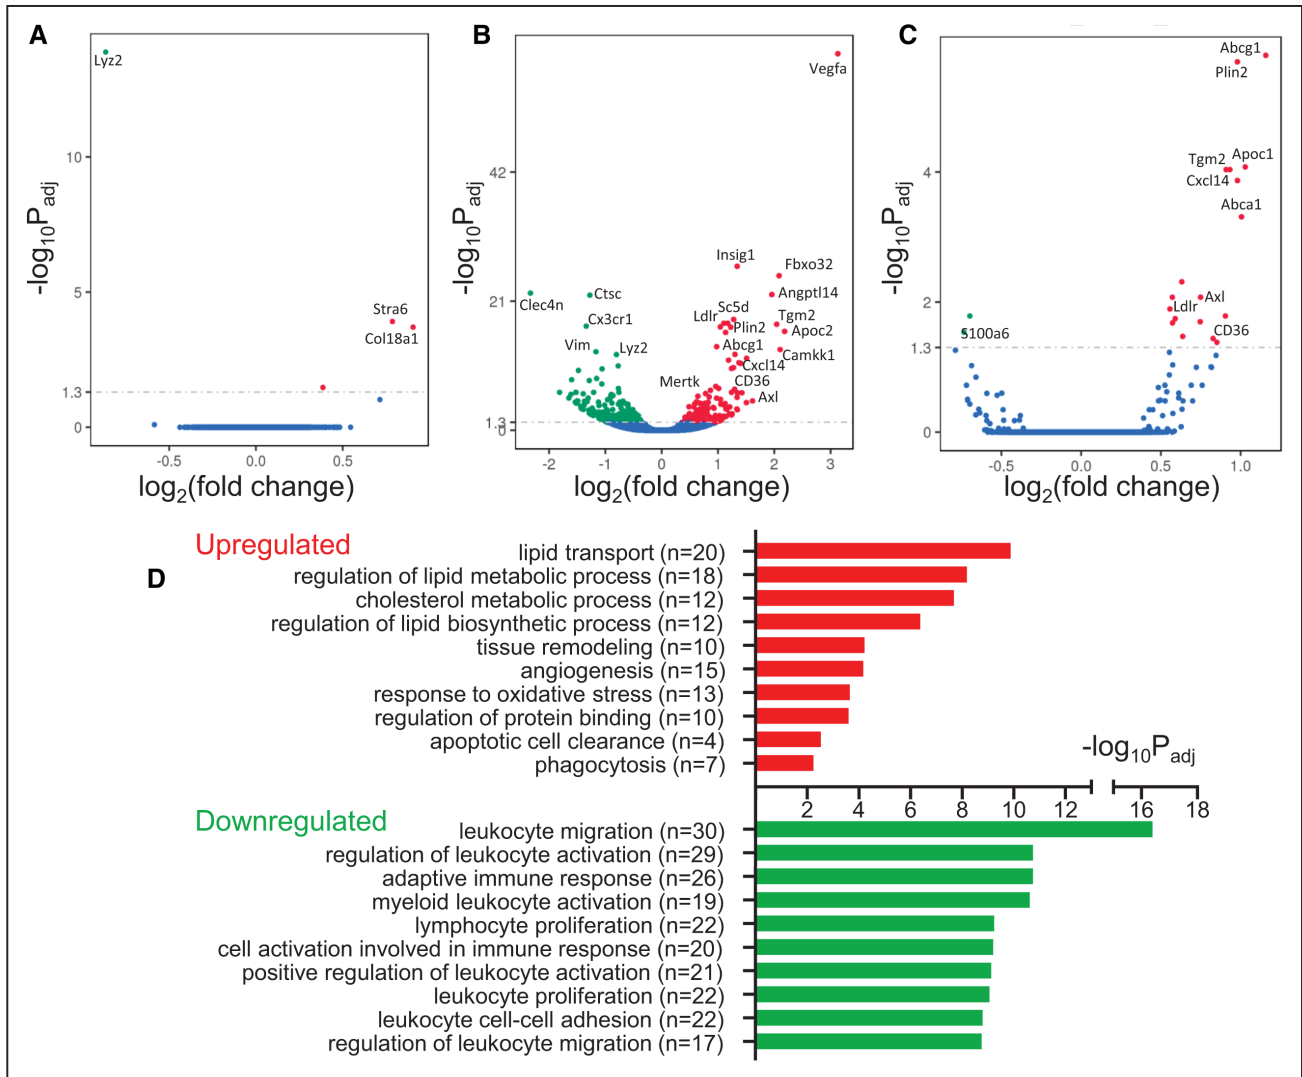 A
Lyz2
10
5
1.3
0
Stra6
Col18a1
-0.5
0.0
0.5
-log10Padj
log2(fold change)
B
Vegfa
42
21
1.3
0
Insig1
Fbxo32
Angptl14
Clec4n
Ctsc
Cx3cr1
Sc5d
Ldlr
Plin2
Tgm2
Apoc2
Vim
Lyz2
Abcg1
Camkk1
Cxcl14
Mertk
CD36
Axl
-2
-1
0
1
2
3
-log10Padj
log2(fold change)
C
Abcg1
Plin2
4
2
1.3
0
Tgm2
Apoc1
Cxcl14
Abca1
Ldlr
Axl
S100a6
CD36
-0.5
0.0
0.5
1.0
-log10Padj
log2(fold change)
D
Upregulated
lipid transport (n=20)
regulation of lipid metabolic process (n=18)
cholesterol metabolic process (n=12)
regulation of lipid biosynthetic process (n=12)
tissue remodeling (n=10)
angiogenesis (n=15)
response to oxidative stress (n=13)
regulation of protein binding (n=10)
apoptotic cell clearance (n=4)
phagocytosis (n=7)
-log10Padj
2 4 6 8 10 12 16 18
Downregulated
leukocyte migration (n=30)
regulation of leukocyte activation (n=29)
adaptive immune response (n=26)
myeloid leukocyte activation (n=19)
lymphocyte proliferation (n=22)
cell activation involved in immune response (n=20)
positive regulation of leukocyte activation (n=21)
leukocyte proliferation (n=22)
leukocyte cell-cell adhesion (n=22)
regulation of leukocyte migration (n=17)